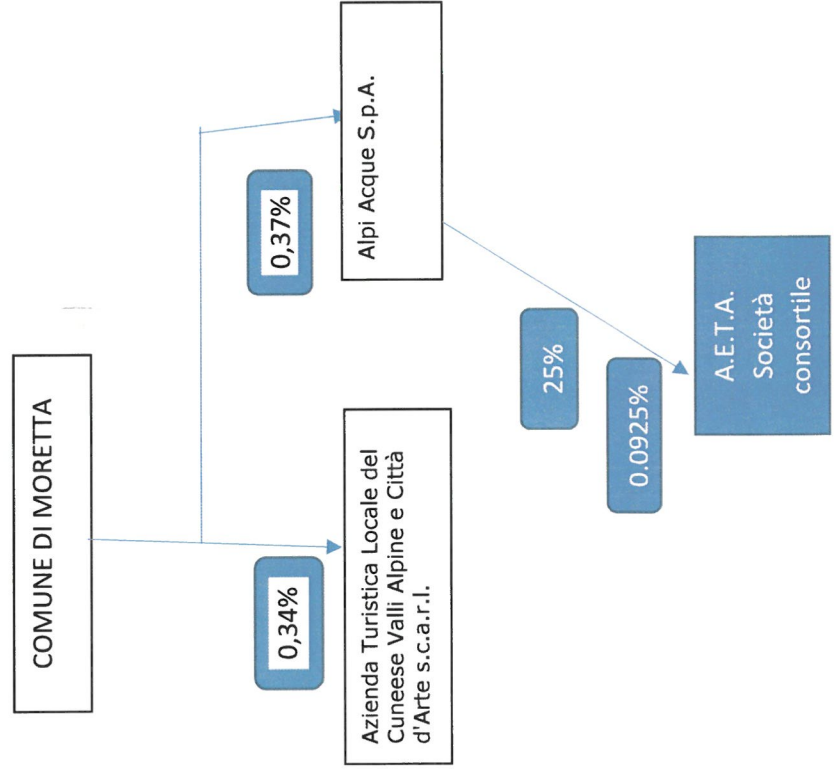 COMUNE DI MORETTA
0,34%
0,37%
Azienda Turistica Locale del
Cuneese Valli Alpine e Città
d'Arte s.c.a.r.l.
Alpi Acque S.p.A.
25%
0.0925%
A.E.T.A.
Società
consortile